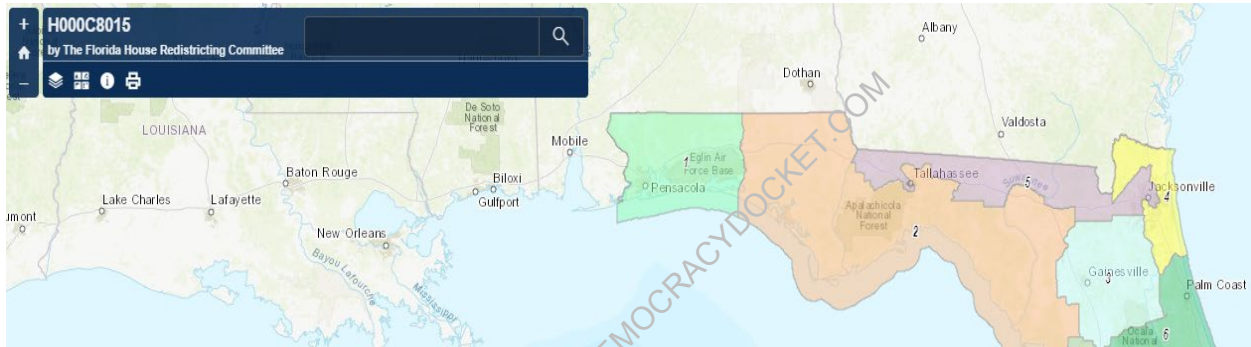 +
H000C8015
by The Florida House Redistricting Committee
–
LOUISIANA
Lake Charles
Lafayette
Baton Rouge
New Orleans
Bayou Lafourche
Mississippi
De Soto
National
Forest
Biloxi
Gulfport
Mobile
Dothan
Albany
Valdosta
1
Eglin Air
Force Base
Pensacola
Tallahassee
Suwannee
5
Jacksonville
4
Apalachicola
National
Forest
2
Gainesville
3
Palm Coast
Ocala
National
6
umont
EMOCRACYDOCKET.COM